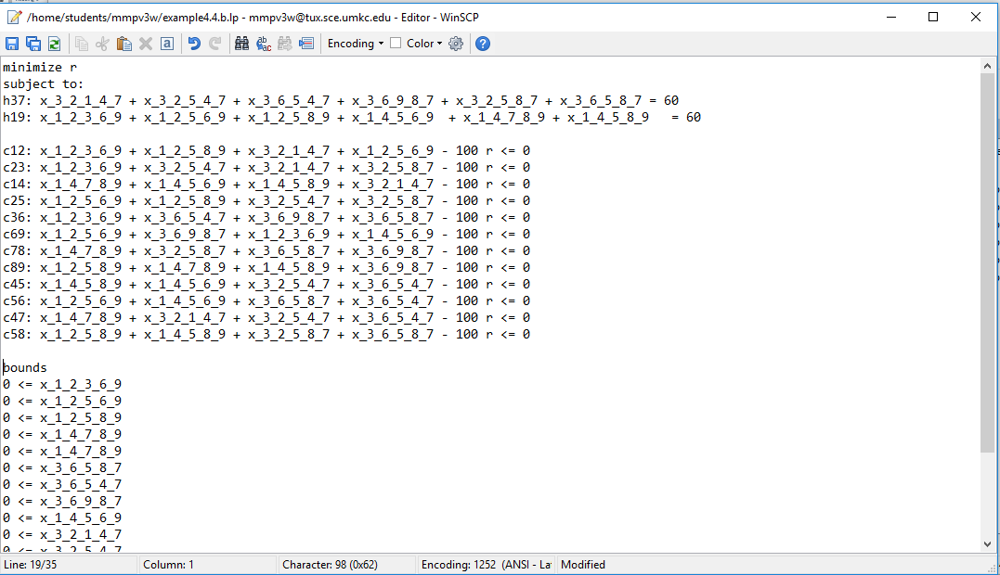 /home/students/mmpv3w/example4.4.b.lp - mmpv3w@tux.sce.umkc.edu - Editor - WinSCP
Encoding Color
minimize r
subject to:
h37: x_3_2_1_4_7 + x_3_2_5_4_7 + x_3_6_5_4_7 + x_3_6_9_8_7 + x_3_2_5_8_7 + x_3_6_5_8_7 = 60
h19: x_1_2_3_6_9 + x_1_2_5_6_9 + x_1_2_5_8_9 + x_1_4_5_6_9  + x_1_4_7_8_9 + x_1_4_5_8_9   = 60
c12: x_1_2_3_6_9 + x_1_2_5_8_9 + x_3_2_1_4_7 + x_1_2_5_6_9 - 100 r <= 0
c23: x_1_2_3_6_9 + x_3_2_5_4_7 + x_3_2_1_4_7 + x_3_2_5_8_7 - 100 r <= 0
c14: x_1_4_7_8_9 + x_1_4_5_6_9 + x_1_4_5_8_9 + x_3_2_1_4_7 - 100 r <= 0
c25: x_1_2_5_6_9 + x_1_2_5_8_9 + x_3_2_5_4_7 + x_3_2_5_8_7 - 100 r <= 0
c36: x_1_2_3_6_9 + x_3_6_5_4_7 + x_3_6_9_8_7 + x_3_6_5_8_7 - 100 r <= 0
c69: x_1_2_5_6_9 + x_3_6_9_8_7 + x_1_2_3_6_9 + x_1_4_5_6_9 - 100 r <= 0
c78: x_1_4_7_8_9 + x_3_2_5_8_7 + x_3_6_5_8_7 + x_3_6_9_8_7 - 100 r <= 0
c89: x_1_2_5_8_9 + x_1_4_7_8_9 + x_1_4_5_8_9 + x_3_6_9_8_7 - 100 r <= 0
c45: x_1_4_5_8_9 + x_1_4_5_6_9 + x_3_2_5_4_7 + x_3_6_5_4_7 - 100 r <= 0
c56: x_1_2_5_6_9 + x_1_4_5_6_9 + x_3_6_5_8_7 + x_3_6_5_4_7 - 100 r <= 0
c47: x_1_4_7_8_9 + x_3_2_1_4_7 + x_3_2_5_4_7 + x_3_6_5_4_7 - 100 r <= 0
c58: x_1_2_5_8_9 + x_1_4_5_8_9 + x_3_2_5_8_7 + x_3_6_5_8_7 - 100 r <= 0
bounds
0 <= x_1_2_3_6_9
0 <= x_1_2_5_6_9
0 <= x_1_2_5_8_9
0 <= x_1_4_7_8_9
0 <= x_1_4_7_8_9
0 <= x_3_6_5_8_7
0 <= x_3_6_5_4_7
0 <= x_3_6_9_8_7
0 <= x_1_4_5_6_9
0 <= x_3_2_1_4_7
0 <= x_3_2_5_4_7
Line: 19/35 Column: 1 Character: 98 (0x62) Encoding: 1252 (ANSI - La Modified